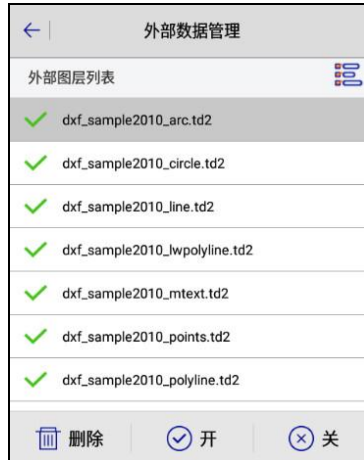 外部数据管理
外部图层列表
dxf_sample2010_arc.td2
dxf_sample2010_circle.td2
dxf_sample2010_line.td2
dxf_sample2010_lwpolyline.td2
dxf_sample2010_mtext.td2
dxf_sample2010_points.td2
dxf_sample2010_polyline.td2
删除 开 关